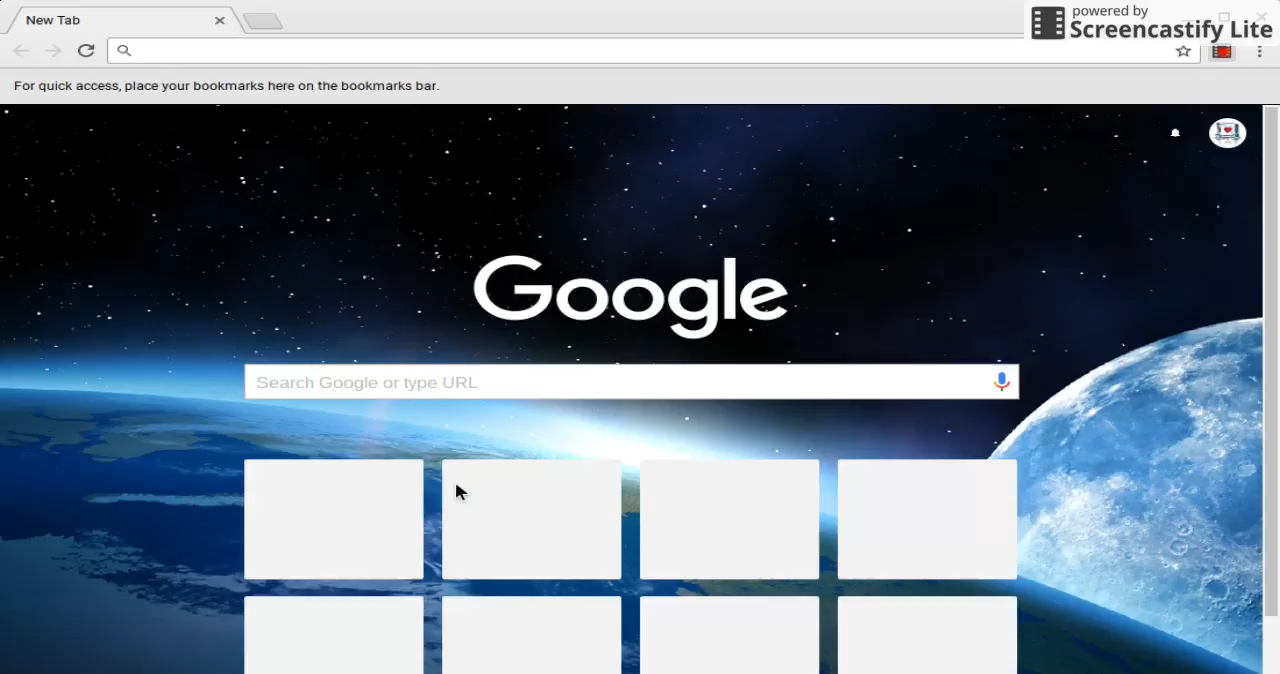 New Tab
powered by
Screencastify Lite
For quick access, place your bookmarks here on the bookmarks bar.
Google
Search Google or type URL